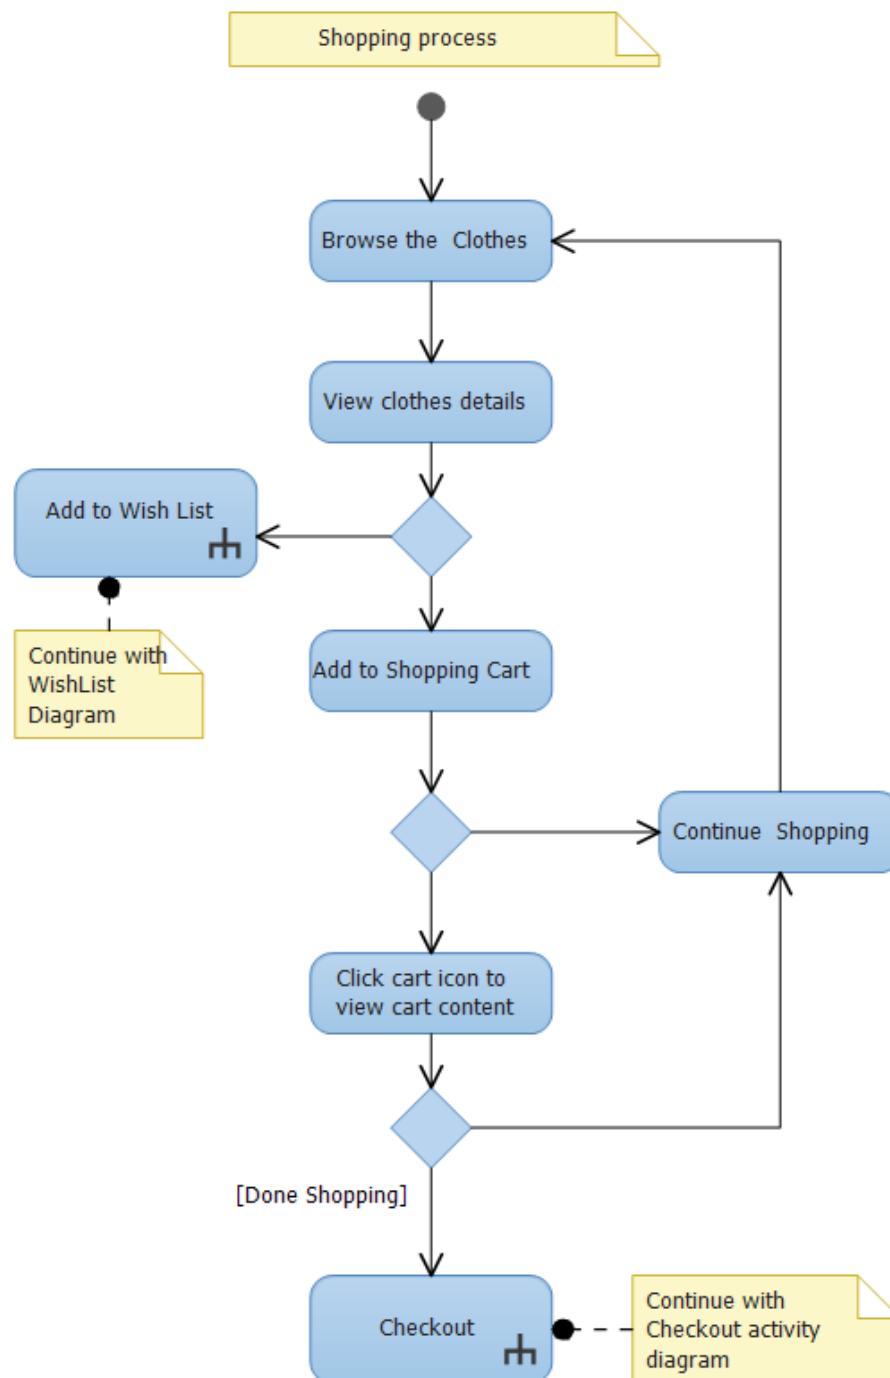 Shopping process
Browse the  Clothes
View clothes details
Add to Wish List
Continue with
WishList
Diagram
Add to Shopping Cart
Continue  Shopping
Click cart icon to
view cart content
[Done Shopping]
Checkout
Continue with
Checkout activity
diagram